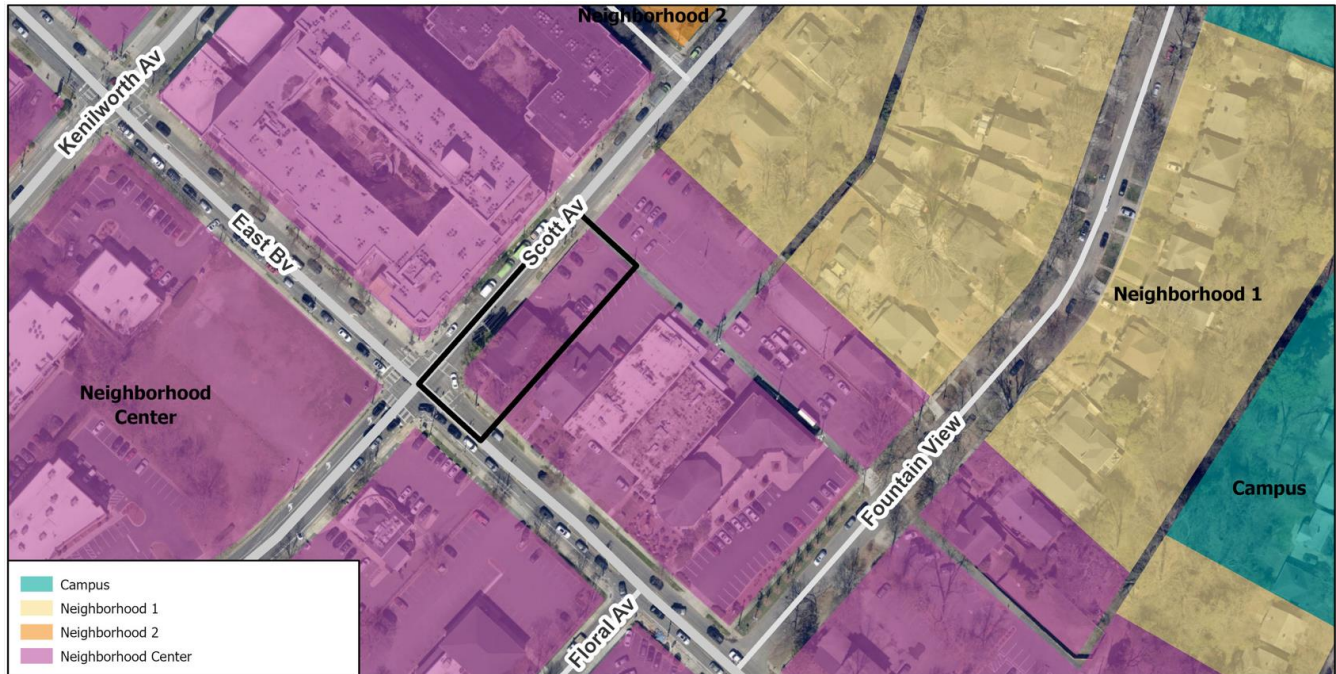 Neighborhood 2
Kenilworth Av
East Bv
Scott Av
Neighborhood 1
Neighborhood
Center
Fountain View
Campus
Floral Av
Campus
Neighborhood 1
Neighborhood 2
Neighborhood Center